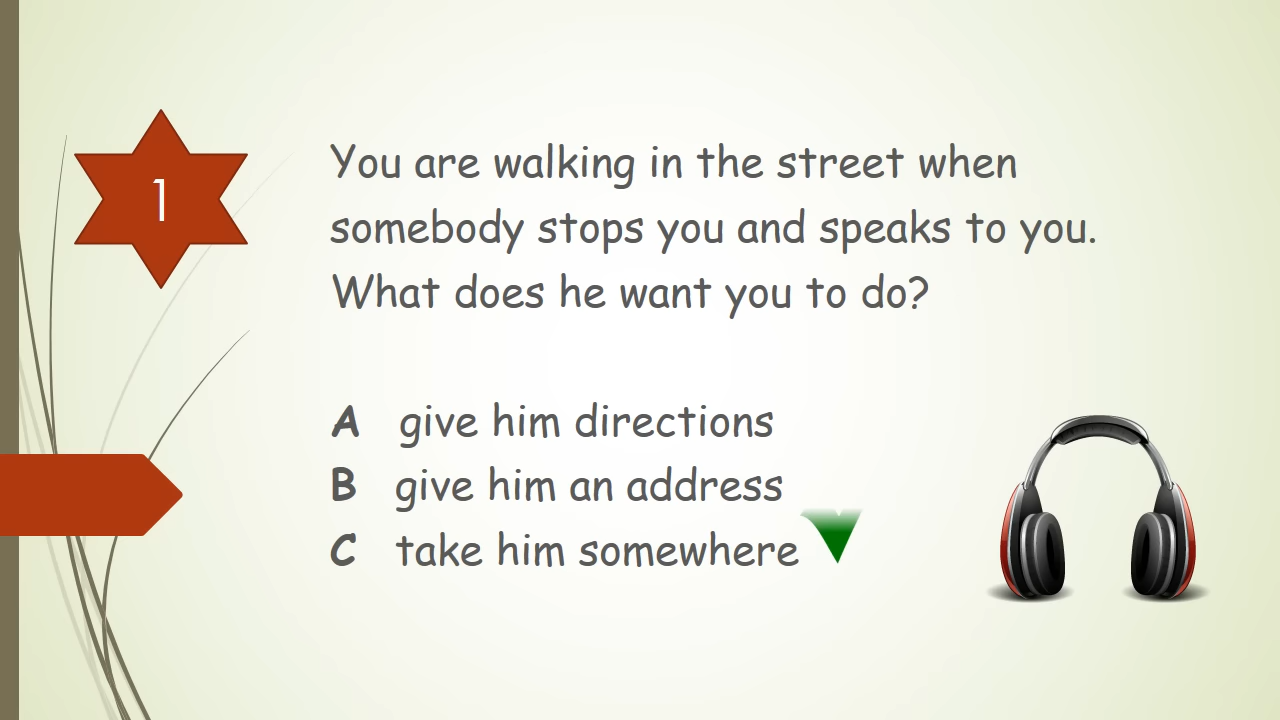 1
You are walking in the street when
somebody stops you and speaks to you.
What does he want you to do?
A give him directions
B give him an address
C take him somewhere